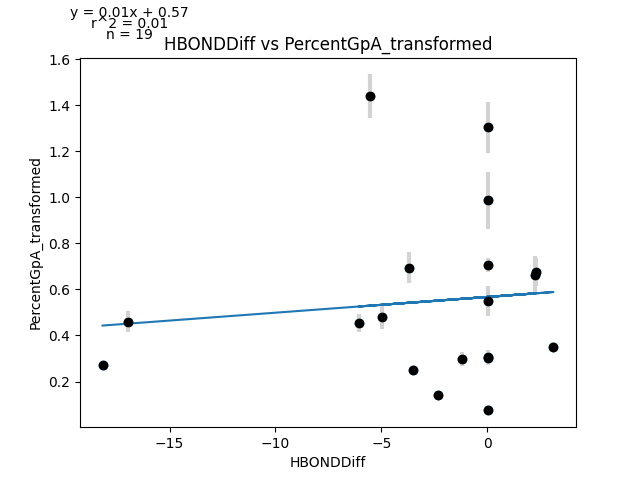 y = 0.01x + 0.57
r^2 = 0.01
n = 19
HBONDDiff vs PercentGpA_transformed
PercentGpA_transformed
1.6
1.4
1.2
1.0
0.8
0.6
0.4
0.2
−15
−10
−5
0
HBONDDiff